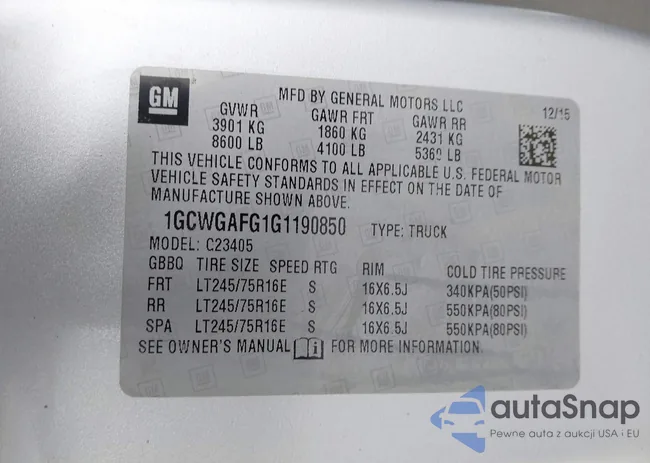 GM
MFD BY GENERAL MOTORS LLC
12/15
GVWR GAWR FRT GAWR RR
3901 KG 1860 KG 2431 KG
8600 LB 4100 LB 5360 LB
THIS VEHICLE CONFORMS TO ALL APPLICABLE U.S. FEDERAL MOTOR
VEHICLE SAFETY STANDARDS IN EFFECT ON THE DATE OF
MANUFACTURE SHOWN ABOVE.
1GCWGAFG1G1190850 TYPE: TRUCK
MODEL: C23405
GBBQ TIRE SIZE SPEED RTG RIM COLD TIRE PRESSURE
FRT LT245/75R16E S 16X6.5J 340KPA(50PSI)
RR LT245/75R16E S 16X6.5J 550KPA(80PSI)
SPA LT245/75R16E S 16X6.5J 550KPA(80PSI)
SEE OWNER'S MANUAL i FOR MORE INFORMATION.
autoSnap
Pewne auta z aukcji USA i EU